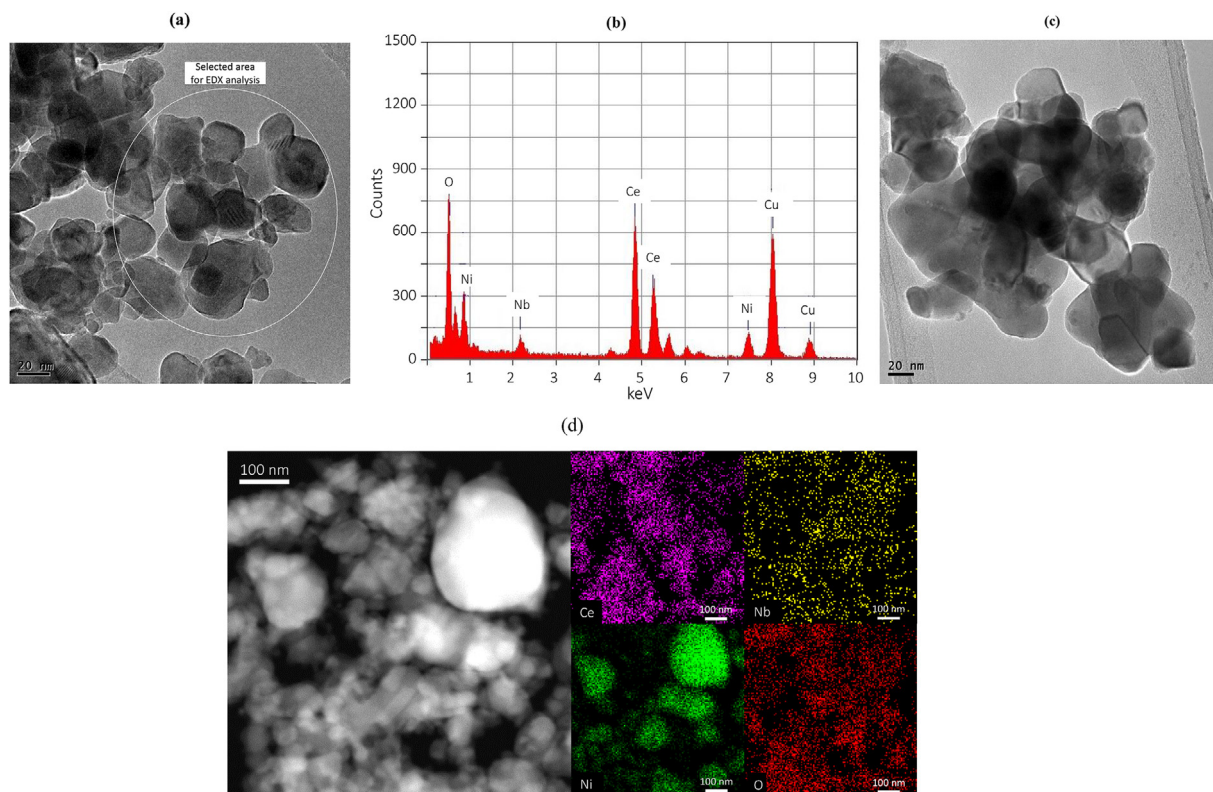 (a)
Selected area
for EDX analysis
20 nm
(b)
1500
1200
900
600
300
0
Counts
O
Ni
Nb
Ce
Ce
Ni
Cu
Cu
1 2 3 4 5 6 7 8 9 10
keV
(c)
20 nm
(d)
100 nm
Ce 100 nm
Nb 100 nm
Ni 100 nm
O 100 nm